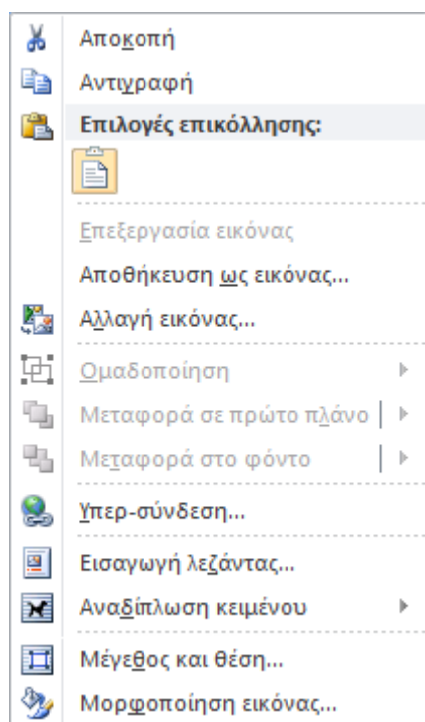 Αποκοπή
Αντιγραφή
Επιλογές επικόλλησης:
Επεξεργασία εικόνας
Αποθήκευση ως εικόνας...
Αλλαγή εικόνας...
Ομαδοποίηση
Μεταφορά σε πρώτο πλάνο
Μεταφορά στο φόντο
Υπερ-σύνδεση...
Εισαγωγή λεζάντας...
Αναδίπλωση κειμένου
Μέγεθος και θέση...
Μορφοποίηση εικόνας...